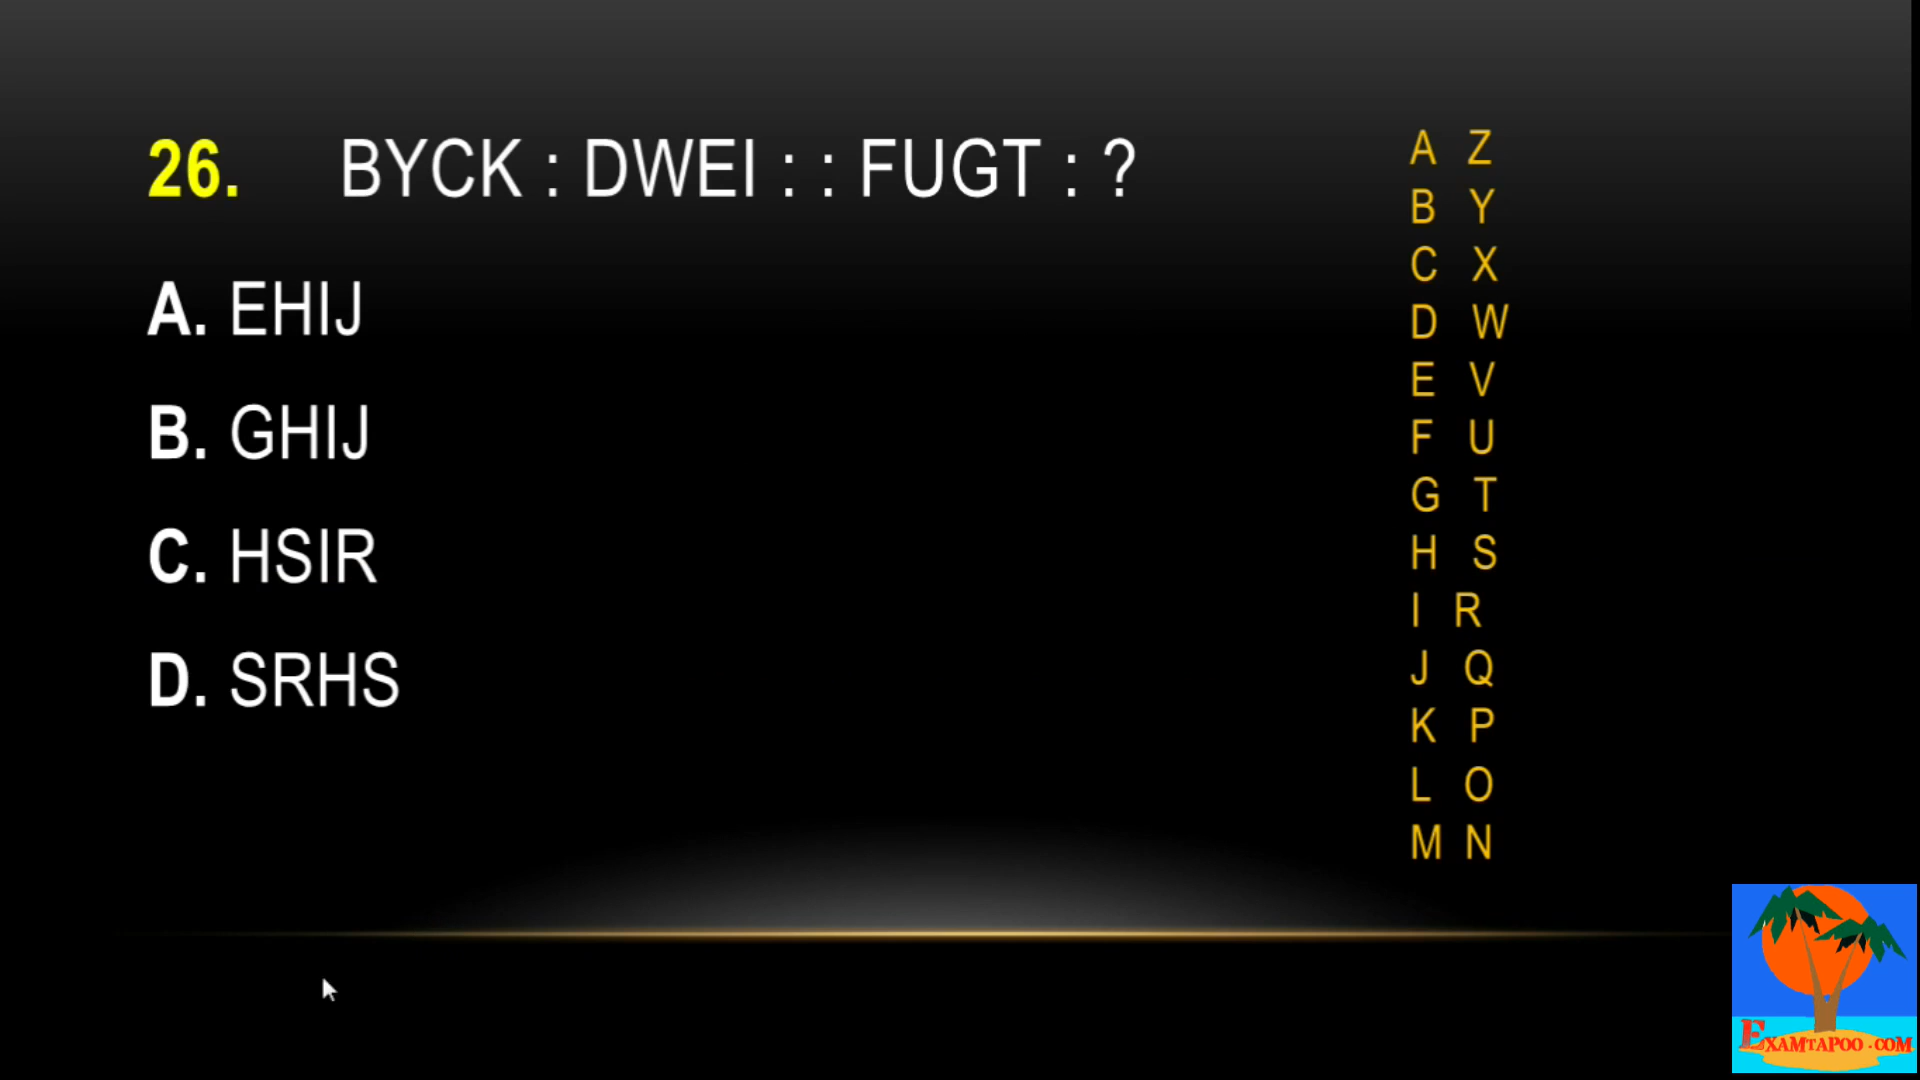 26. BYCK : DWEI : : FUGT : ?
A. EHIJ
B. GHIJ
C. HSIR
D. SRHS
A Z
B Y
C X
D W
E V
F U
G T
H S
I R
J Q
K P
L O
M N
EXAMTAPOO.COM